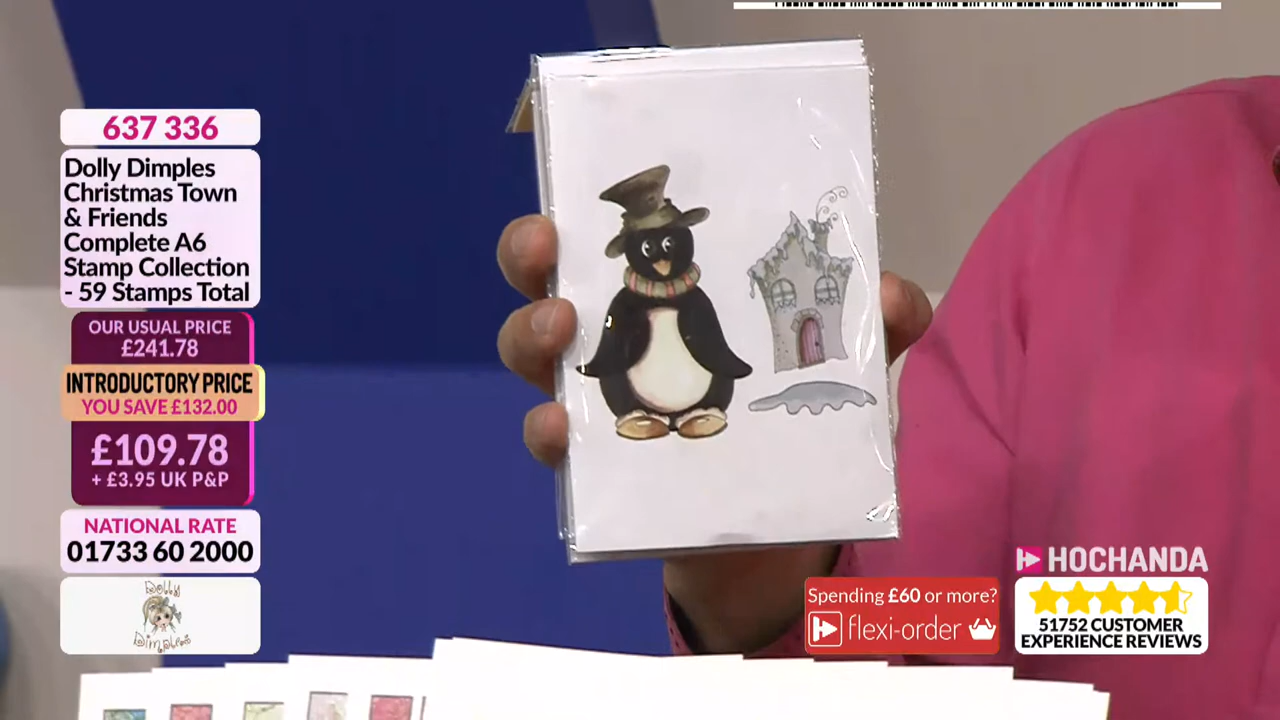 637 336
Dolly Dimples
Christmas Town
& Friends
Complete A6
Stamp Collection
- 59 Stamps Total
OUR USUAL PRICE
£241.78
INTRODUCTORY PRICE
YOU SAVE £132.00
£109.78
+ £3.95 UK P&P
NATIONAL RATE
01733 60 2000
Dolly
Dimples
HOCHANDA
Spending £60 or more?
flexi-order
51752 CUSTOMER
EXPERIENCE REVIEWS